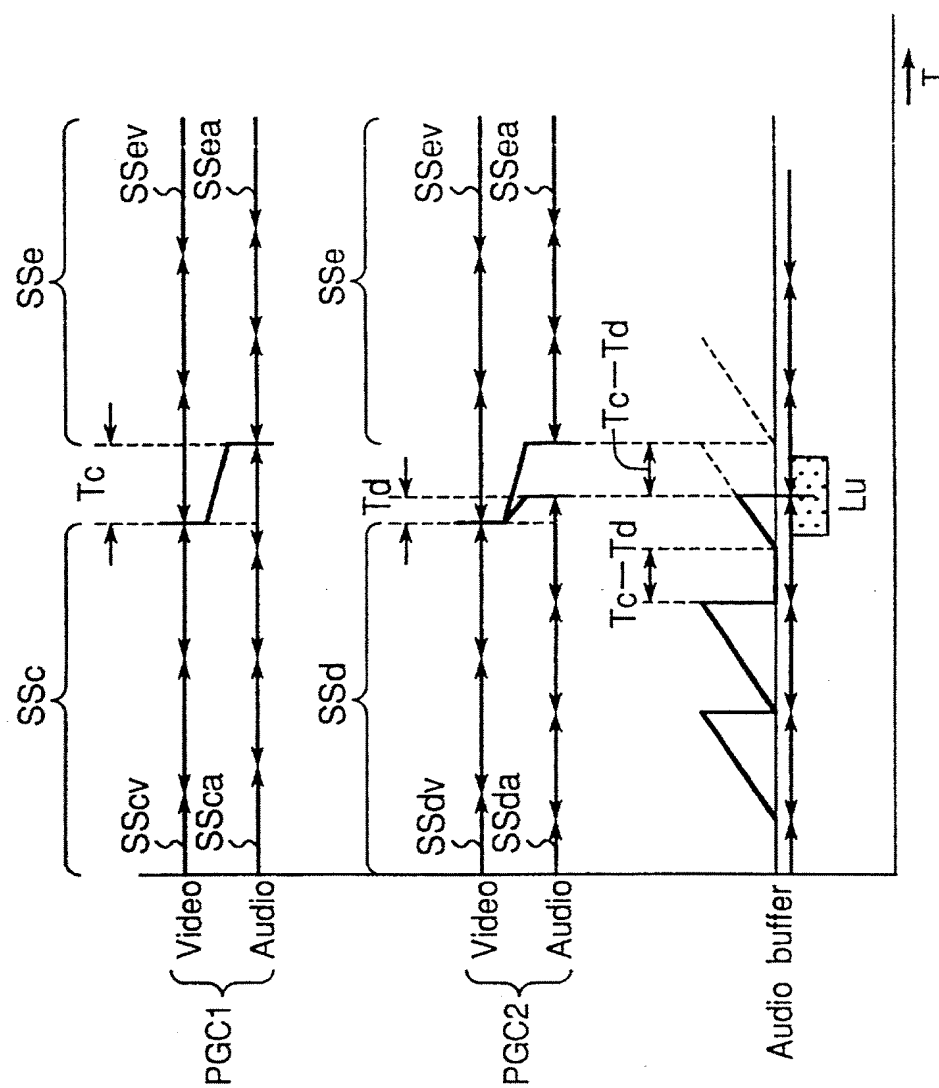 SSc
Tc
SSe
SScv
SSev
SSca
SSea
PGC1
Video
Audio
SSd
Td
SSe
SSdv
SSev
SSda
SSea
PGC2
Video
Audio
Tc—Td
Tc—Td
Audio buffer
Lu
T